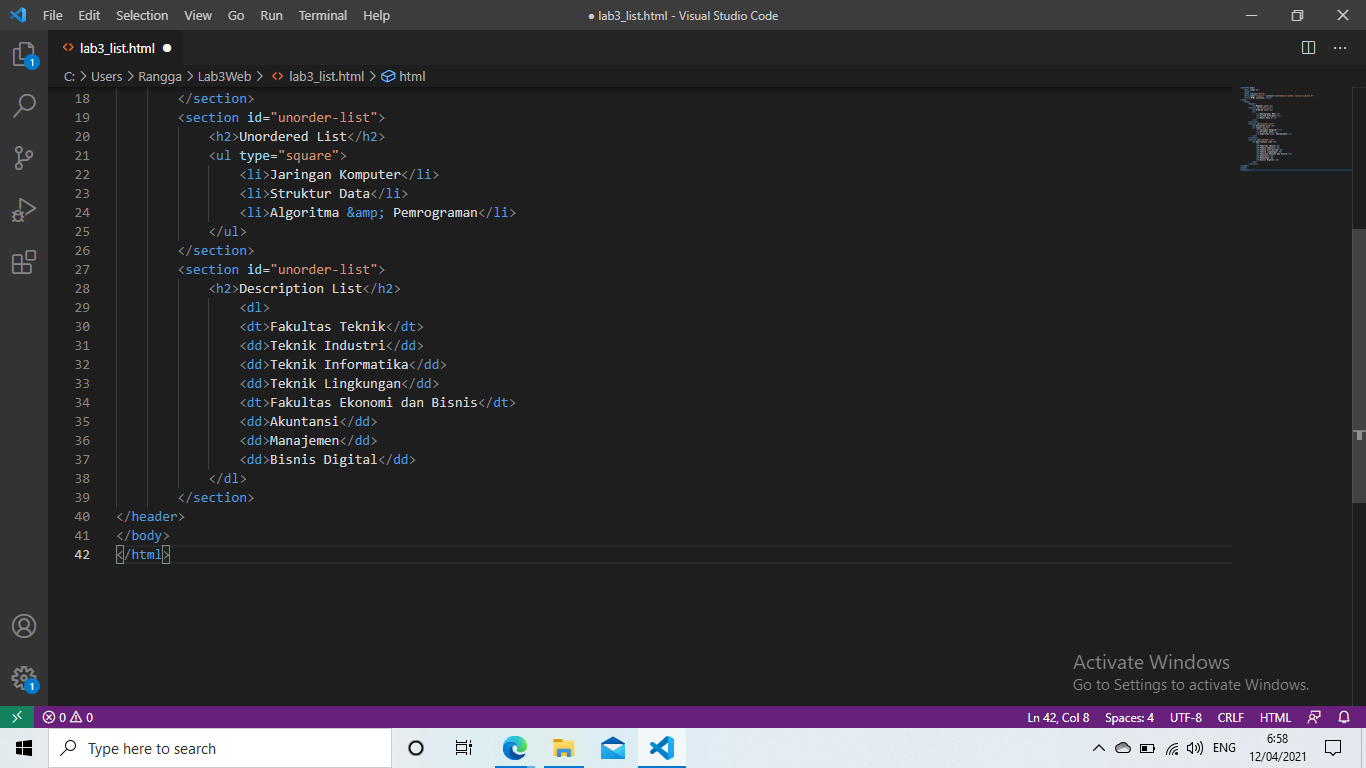 File Edit Selection View Go Run Terminal Help ● lab3_list.html - Visual Studio Code
<> lab3_list.html ●
C: > Users > Rangga > Lab3Web > <> lab3_list.html > html
18 </section>
19 <section id="unorder-list">
20 <h2>Unordered List</h2>
21 <ul type="square">
22 <li>Jaringan Komputer</li>
23 <li>Struktur Data</li>
24 <li>Algoritma &amp; Pemrograman</li>
25 </ul>
26 </section>
27 <section id="unorder-list">
28 <h2>Description List</h2>
29 <dl>
30 <dt>Fakultas Teknik</dt>
31 <dd>Teknik Industri</dd>
32 <dd>Teknik Informatika</dd>
33 <dd>Teknik Lingkungan</dd>
34 <dt>Fakultas Ekonomi dan Bisnis</dt>
35 <dd>Akuntansi</dd>
36 <dd>Manajemen</dd>
37 <dd>Bisnis Digital</dd>
38 </dl>
39 </section>
40 </header>
41 </body>
42 </html>
1
1
Activate Windows
Go to Settings to activate Windows.
0 0 Ln 42, Col 8 Spaces: 4 UTF-8 CRLF HTML
Type here to search ENG 6:58
12/04/2021